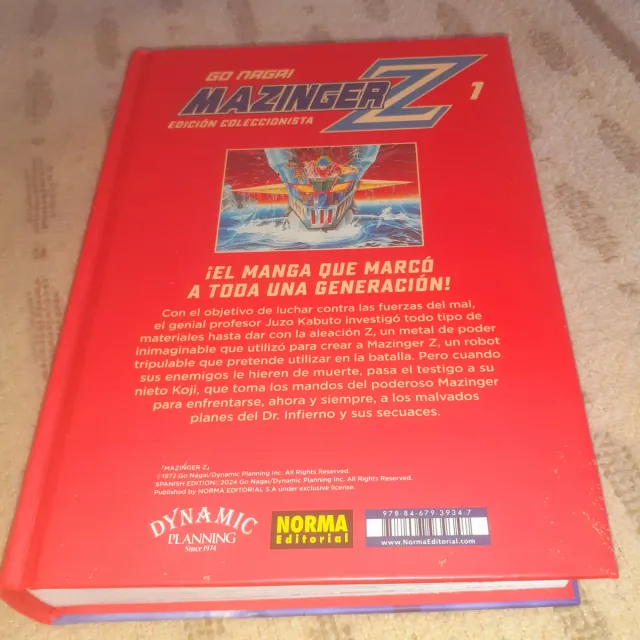 GO NAGAI
MAZINGER Z 1
EDICIÓN COLECCIONISTA
¡EL MANGA QUE MARCÓ
A TODA UNA GENERACIÓN!
Con el objetivo de luchar contra las fuerzas del mal,
el genial profesor Juzo Kabuto investigó todo tipo de
materiales hasta dar con la aleación Z, un metal de poder
inimaginable que utilizó para crear a Mazinger Z, un robot
tripulable que pretende utilizar en la batalla. Pero cuando
sus enemigos le hieren de muerte, pasa el testigo a su
nieto Koji, que toma los mandos del poderoso Mazinger
para enfrentarse, ahora y siempre, a los malvados
planes del Dr. Infierno y sus secuaces.
「MAZINGER Z」
©1972 Go Nagai/Dynamic Planning Inc. All Rights Reserved.
SPANISH EDITION: 2024 Go Nagai/Dynamic Planning Inc. All Rights Reserved.
Published by NORMA EDITORIAL S.A under exclusive license.
DYNAMIC
PLANNING
Since 1974
NORMA
Editorial
978-84-679-3934-7
www.NormaEditorial.com